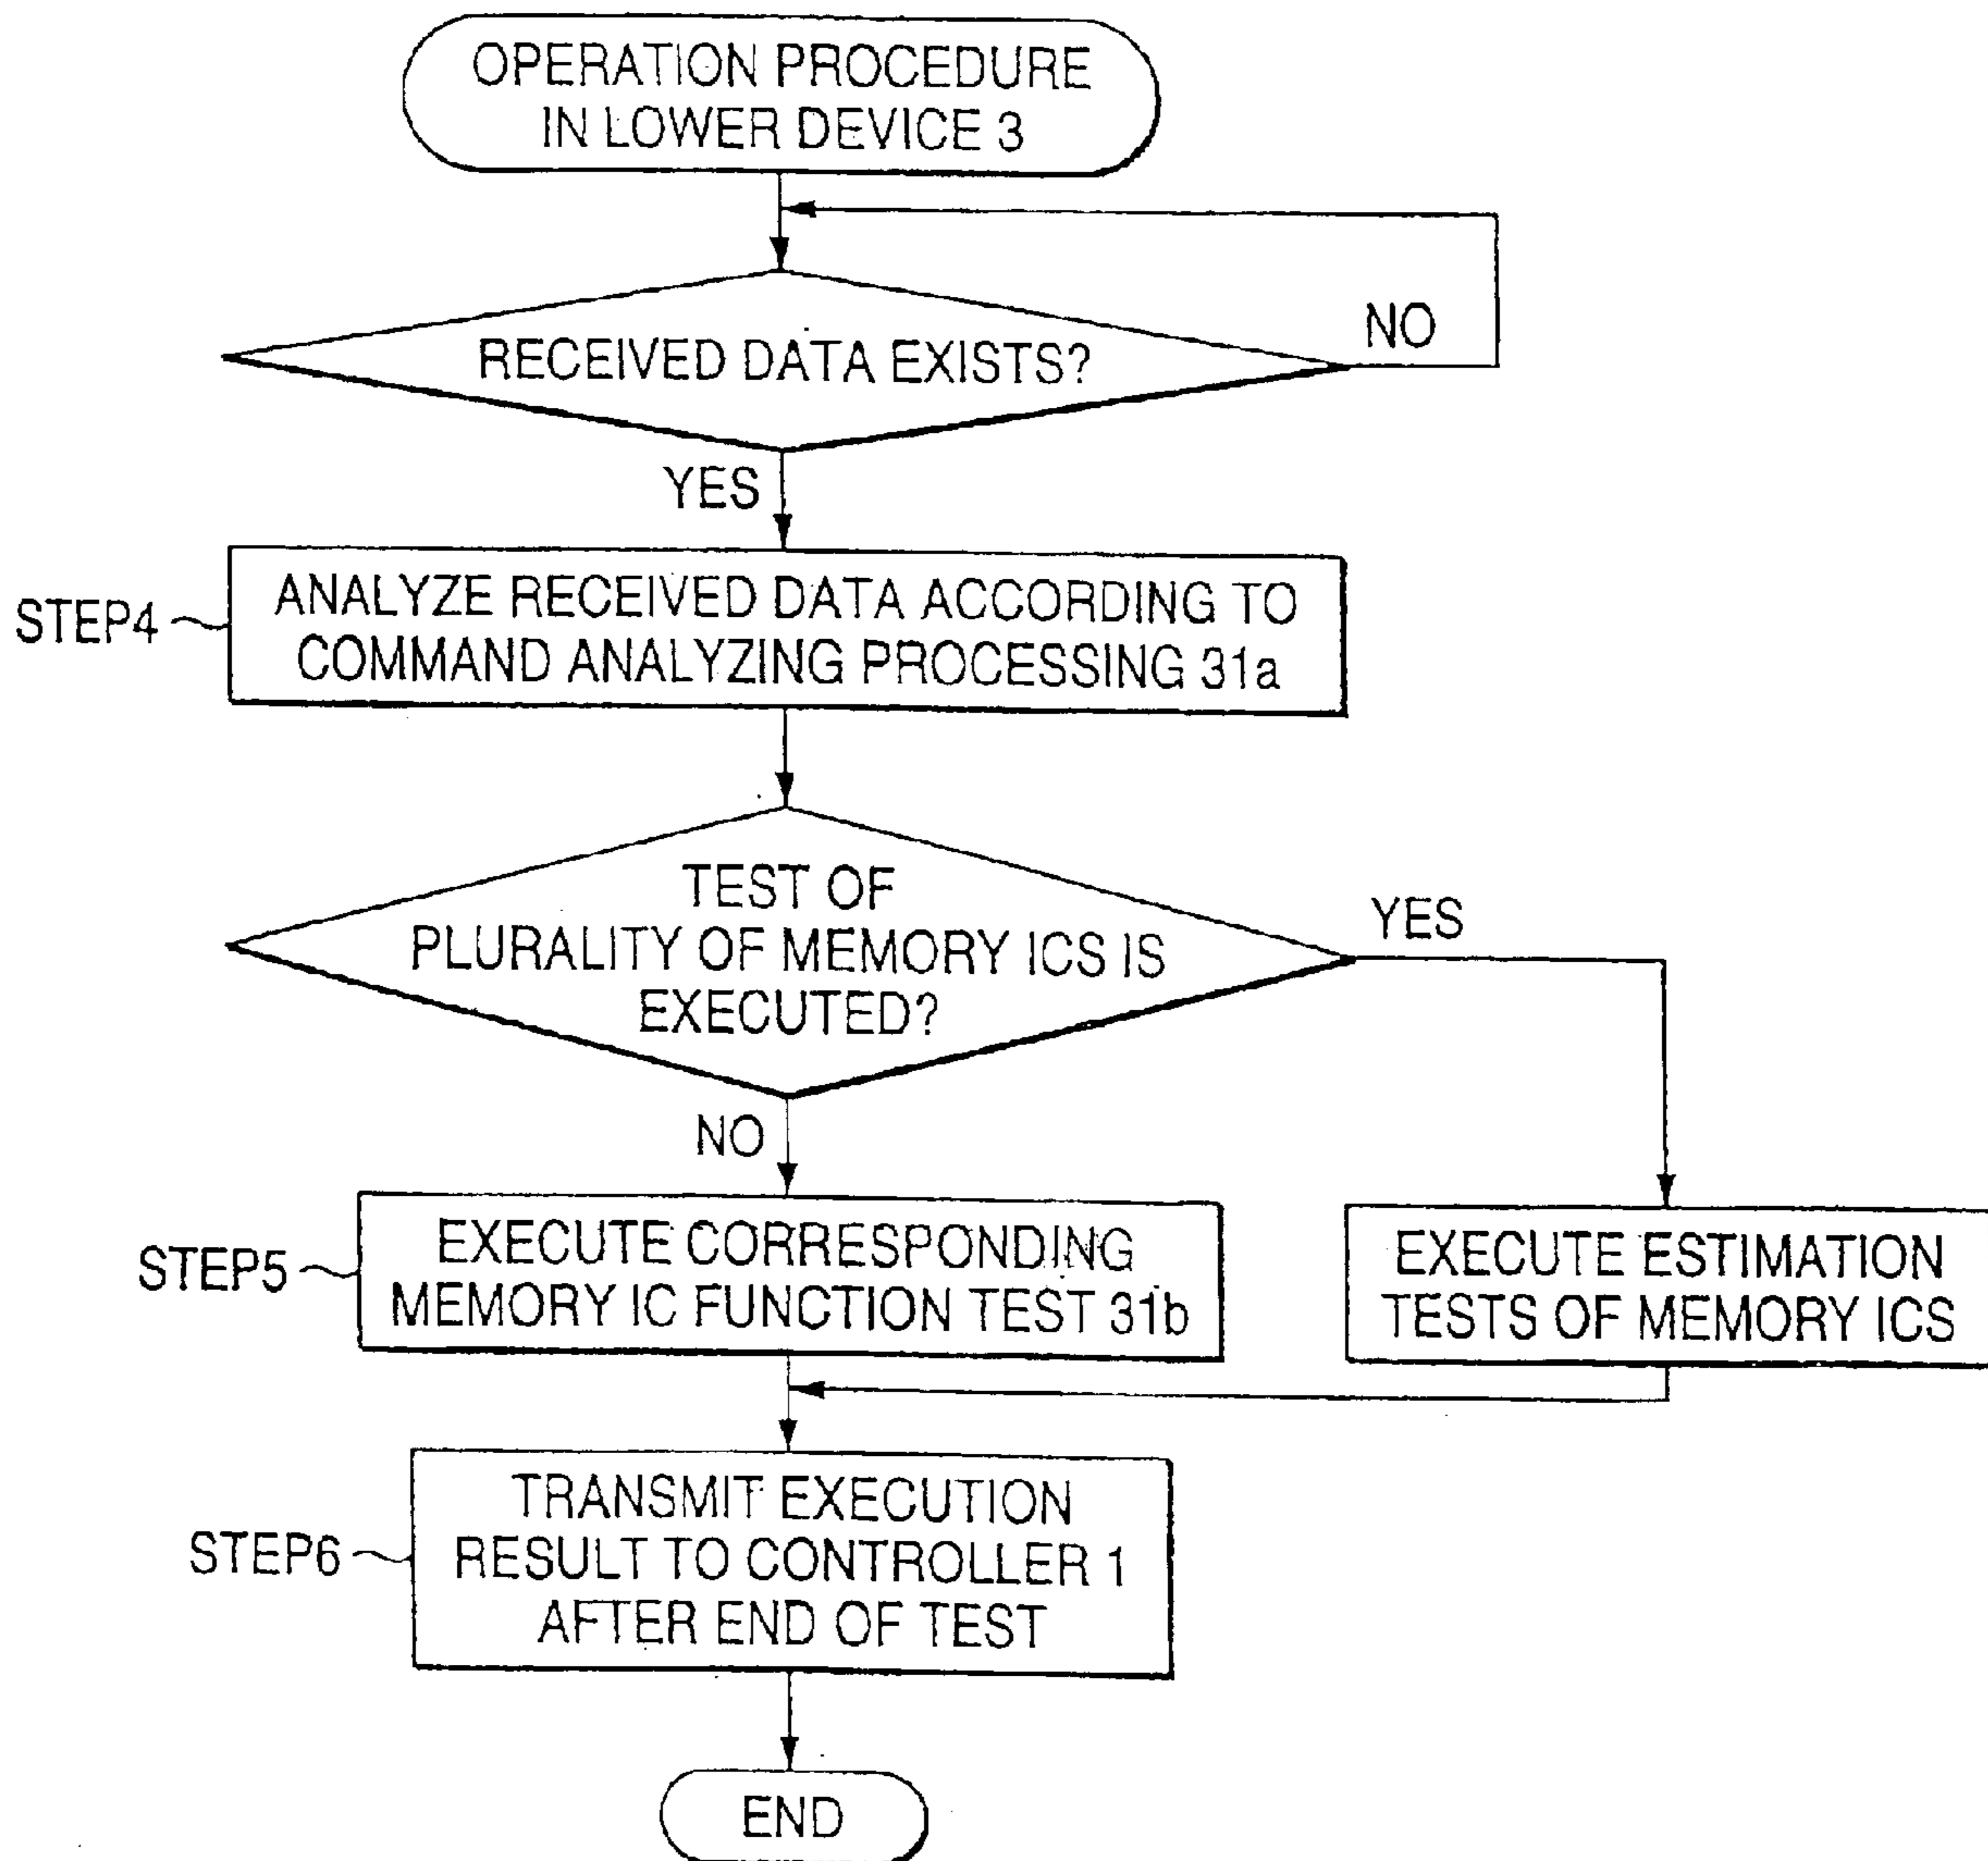 OPERATION PROCEDURE
IN LOWER DEVICE 3
NO
RECEIVED DATA EXISTS?
YES
STEP4
ANALYZE RECEIVED DATA ACCORDING TO
COMMAND ANALYZING PROCESSING 31a
TEST OF
PLURALITY OF MEMORY ICS IS
EXECUTED?
YES
NO
STEP5
EXECUTE CORRESPONDING
MEMORY IC FUNCTION TEST 31b
EXECUTE ESTIMATION
TESTS OF MEMORY ICS
STEP6
TRANSMIT EXECUTION
RESULT TO CONTROLLER 1
AFTER END OF TEST
END